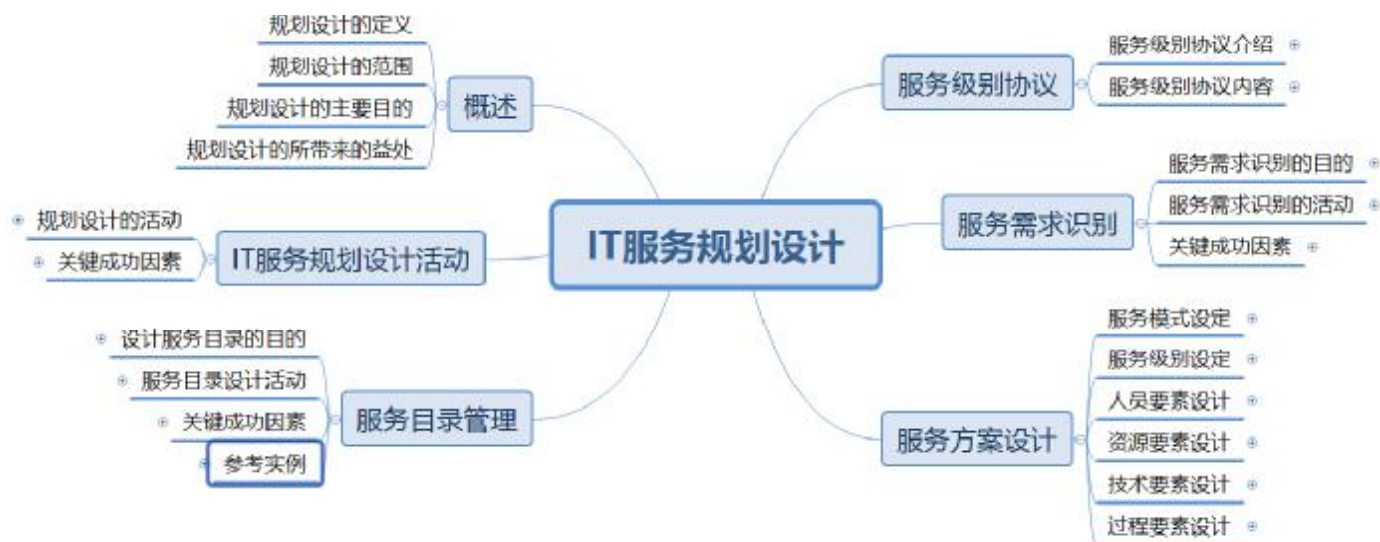 IT服务规划设计
概述
规划设计的定义
规划设计的范围
规划设计的主要目的
规划设计的所带来的益处
IT服务规划设计活动
规划设计的活动
关键成功因素
服务目录管理
设计服务目录的目的
服务目录设计活动
关键成功因素
参考实例
服务级别协议
服务级别协议介绍
服务级别协议内容
服务需求识别
服务需求识别的目的
服务需求识别的活动
关键成功因素
服务方案设计
服务模式设定
服务级别设定
人员要素设计
资源要素设计
技术要素设计
过程要素设计